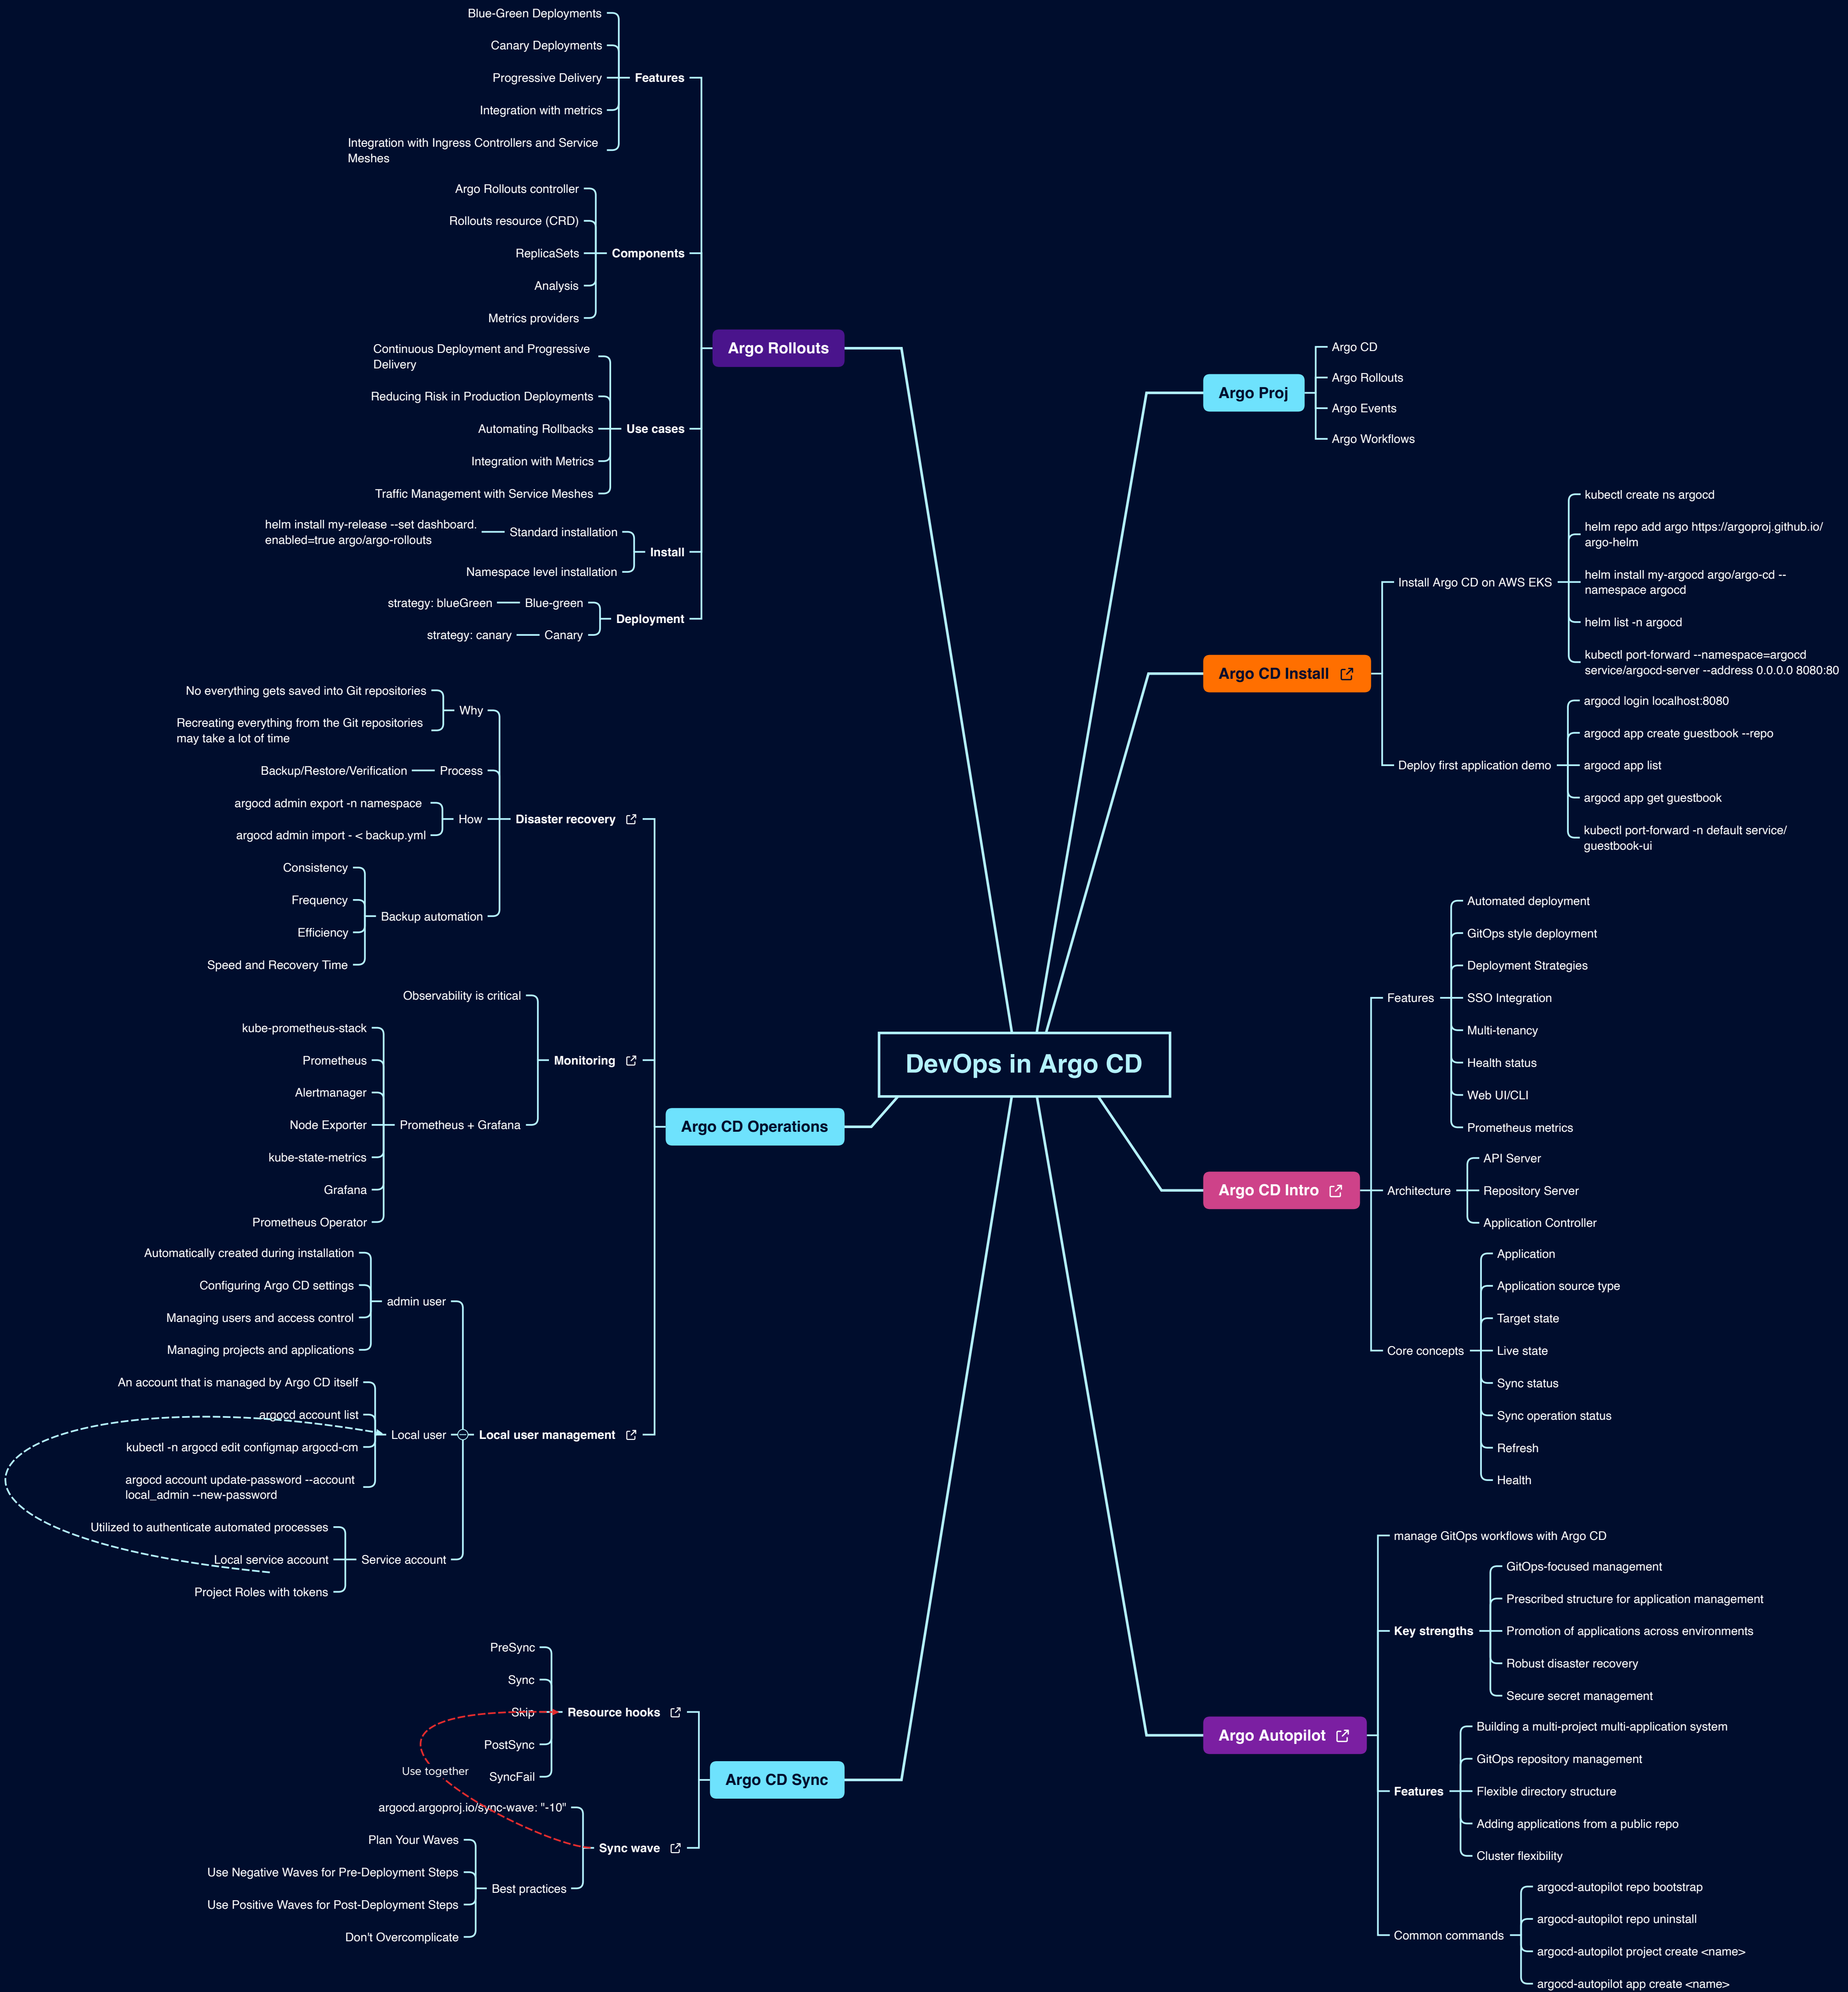 DevOps in Argo CD
Argo Rollouts
Features
Blue-Green Deployments
Canary Deployments
Progressive Delivery
Integration with metrics
Integration with Ingress Controllers and Service
Meshes
Components
Argo Rollouts controller
Rollouts resource (CRD)
ReplicaSets
Analysis
Metrics providers
Use cases
Continuous Deployment and Progressive
Delivery
Reducing Risk in Production Deployments
Automating Rollbacks
Integration with Metrics
Traffic Management with Service Meshes
Install
Standard installation
helm install my-release --set dashboard.
enabled=true argo/argo-rollouts
Namespace level installation
Deployment
Blue-green
strategy: blueGreen
Canary
strategy: canary
Argo CD Operations
Disaster recovery
Why
No everything gets saved into Git repositories
Recreating everything from the Git repositories
may take a lot of time
Process
Backup/Restore/Verification
How
argocd admin export -n namespace
argocd admin import - < backup.yml
Backup automation
Consistency
Frequency
Efficiency
Speed and Recovery Time
Monitoring
Observability is critical
Prometheus + Grafana
kube-prometheus-stack
Prometheus
Alertmanager
Node Exporter
kube-state-metrics
Grafana
Prometheus Operator
Local user management
admin user
Automatically created during installation
Configuring Argo CD settings
Managing users and access control
Managing projects and applications
Local user
An account that is managed by Argo CD itself
argocd account list
kubectl -n argocd edit configmap argocd-cm
argocd account update-password --account
local_admin --new-password
Service account
Utilized to authenticate automated processes
Local service account
Project Roles with tokens
Argo CD Sync
Resource hooks
PreSync
Sync
Skip
PostSync
SyncFail
Use together
Sync wave
argocd.argoproj.io/sync-wave: "-10"
Best practices
Plan Your Waves
Use Negative Waves for Pre-Deployment Steps
Use Positive Waves for Post-Deployment Steps
Don't Overcomplicate
Argo Proj
Argo CD
Argo Rollouts
Argo Events
Argo Workflows
Argo CD Install
Install Argo CD on AWS EKS
kubectl create ns argocd
helm repo add argo https://argoproj.github.io/
argo-helm
helm install my-argocd argo/argo-cd --
namespace argocd
helm list -n argocd
kubectl port-forward --namespace=argocd
service/argocd-server --address 0.0.0.0 8080:80
Deploy first application demo
argocd login localhost:8080
argocd app create guestbook --repo
argocd app list
argocd app get guestbook
kubectl port-forward -n default service/
guestbook-ui
Argo CD Intro
Features
Automated deployment
GitOps style deployment
Deployment Strategies
SSO Integration
Multi-tenancy
Health status
Web UI/CLI
Prometheus metrics
Architecture
API Server
Repository Server
Application Controller
Core concepts
Application
Application source type
Target state
Live state
Sync status
Sync operation status
Refresh
Health
Argo Autopilot
manage GitOps workflows with Argo CD
Key strengths
GitOps-focused management
Prescribed structure for application management
Promotion of applications across environments
Robust disaster recovery
Secure secret management
Features
Building a multi-project multi-application system
GitOps repository management
Flexible directory structure
Adding applications from a public repo
Cluster flexibility
Common commands
argocd-autopilot repo bootstrap
argocd-autopilot repo uninstall
argocd-autopilot project create <name>
argocd-autopilot app create <name>